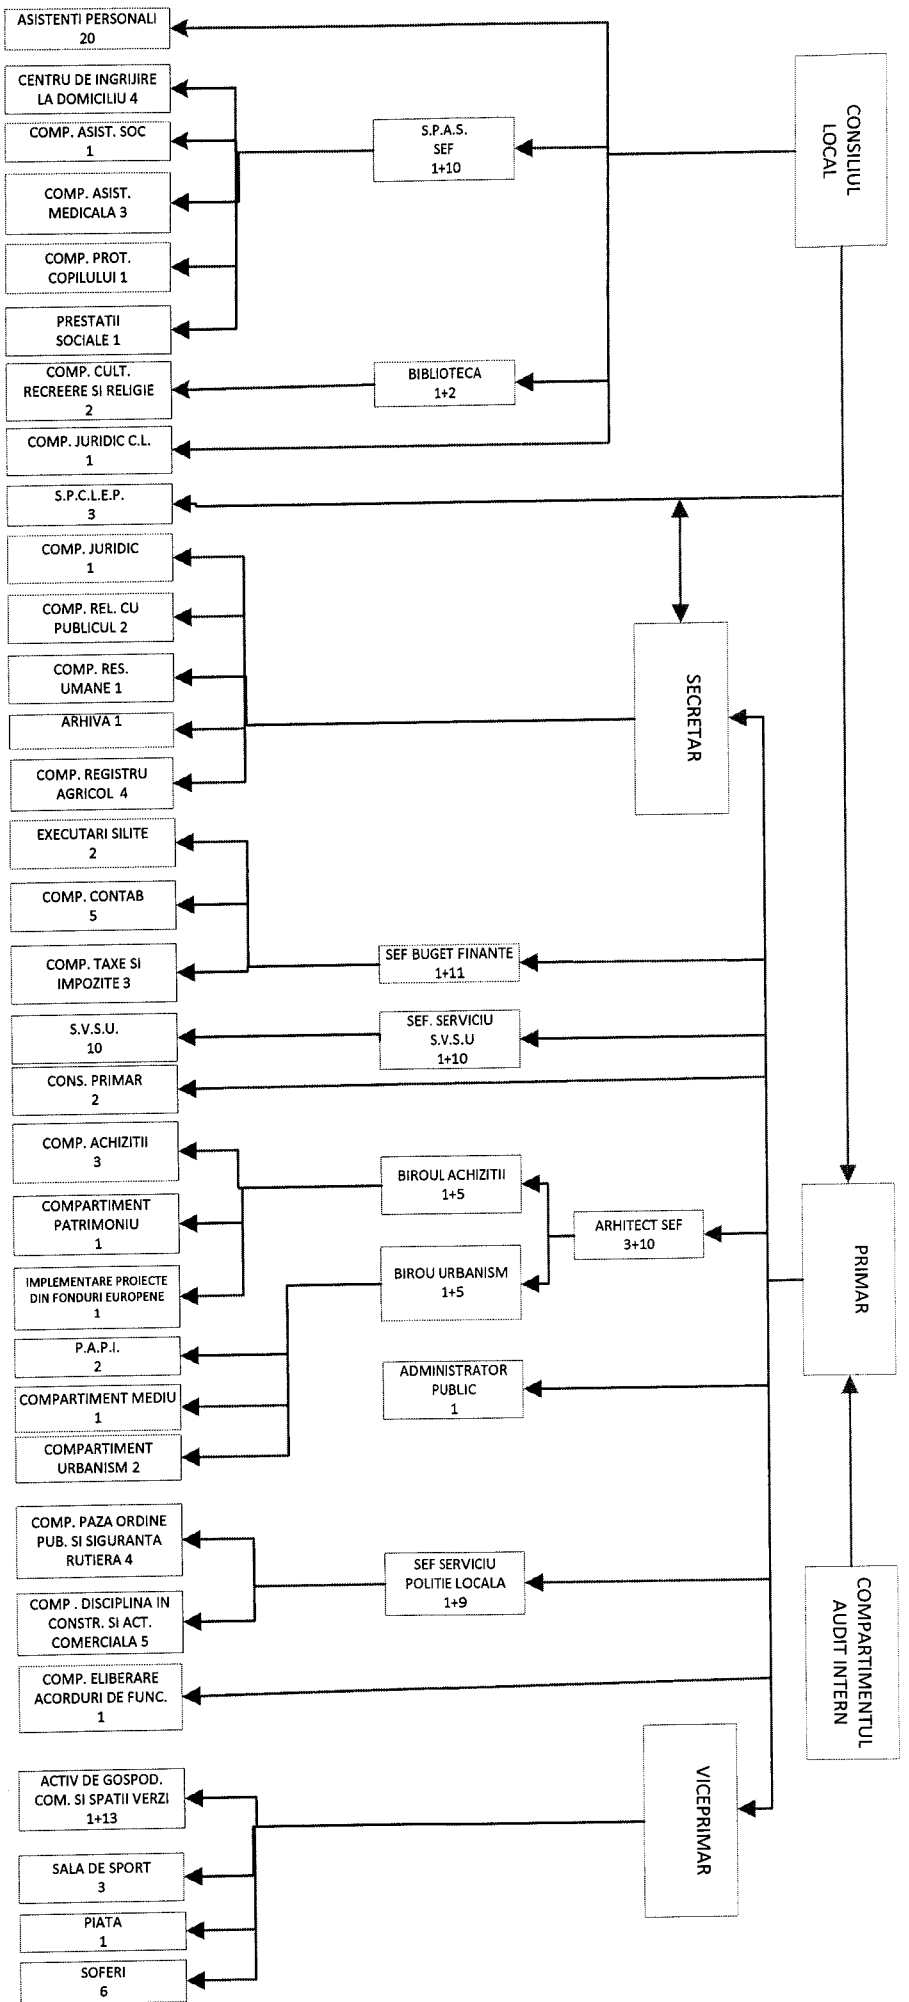 ASISTENTI PERSONALI
20
CENTRU DE INGRIJIRE
LA DOMICILIU 4
COMP. ASIST. SOC
1
COMP. ASIST.
MEDICALA 3
COMP. PROT.
COPILULUI 1
PRESTATII
SOCIALE 1
COMP. CULT.
RECREERE SI RELIGIE
2
COMP. JURIDIC C.L.
1
S.P.C.L.E.P.
3
COMP. JURIDIC
1
COMP. REL. CU
PUBLICUL 2
COMP. RES.
UMANE 1
ARHIVA 1
COMP. REGISTRU
AGRICOL 4
EXECUTARI SILITE
2
COMP. CONTAB
5
COMP. TAXE SI
IMPOZITE 3
S.V.S.U.
10
CONS. PRIMAR
2
COMP. ACHIZITII
3
COMPARTIMENT
PATRIMONIU
1
IMPLEMENTARE PROIECTE
DIN FONDURI EUROPENE
1
P.A.P.I.
2
COMPARTIMENT MEDIU
1
COMPARTIMENT
URBANISM 2
COMP. PAZA ORDINE
PUB. SI SIGURANTA
RUTIERA 4
COMP . DISCIPLINA IN
CONSTR. SI ACT.
COMERCIALA 5
COMP. ELIBERARE
ACORDURI DE FUNC.
1
ACTIV DE GOSPOD.
COM. SI SPATII VERZI
1+13
SALA DE SPORT
3
PIATA
1
SOFERI
6
S.P.A.S.
SEF
1+10
BIBLIOTECA
1+2
SEF BUGET FINANTE
1+11
SEF. SERVICIU
S.V.S.U
1+10
BIROUL ACHIZITII
1+5
BIROU URBANISM
1+5
ADMINISTRATOR
PUBLIC
1
SEF SERVICIU
POLITIE LOCALA
1+9
ARHITECT SEF
3+10
SECRETAR
VICEPRIMAR
CONSILIUL
LOCAL
PRIMAR
COMPARTIMENTUL
AUDIT INTERN